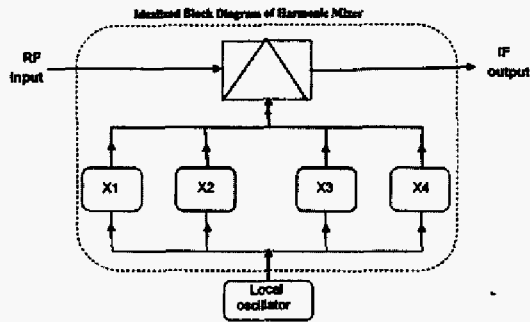 Idealized Block Diagram of Harmonic Mixer
RF
input
IF
output
X1
X2
X3
X4
Local
oscillator